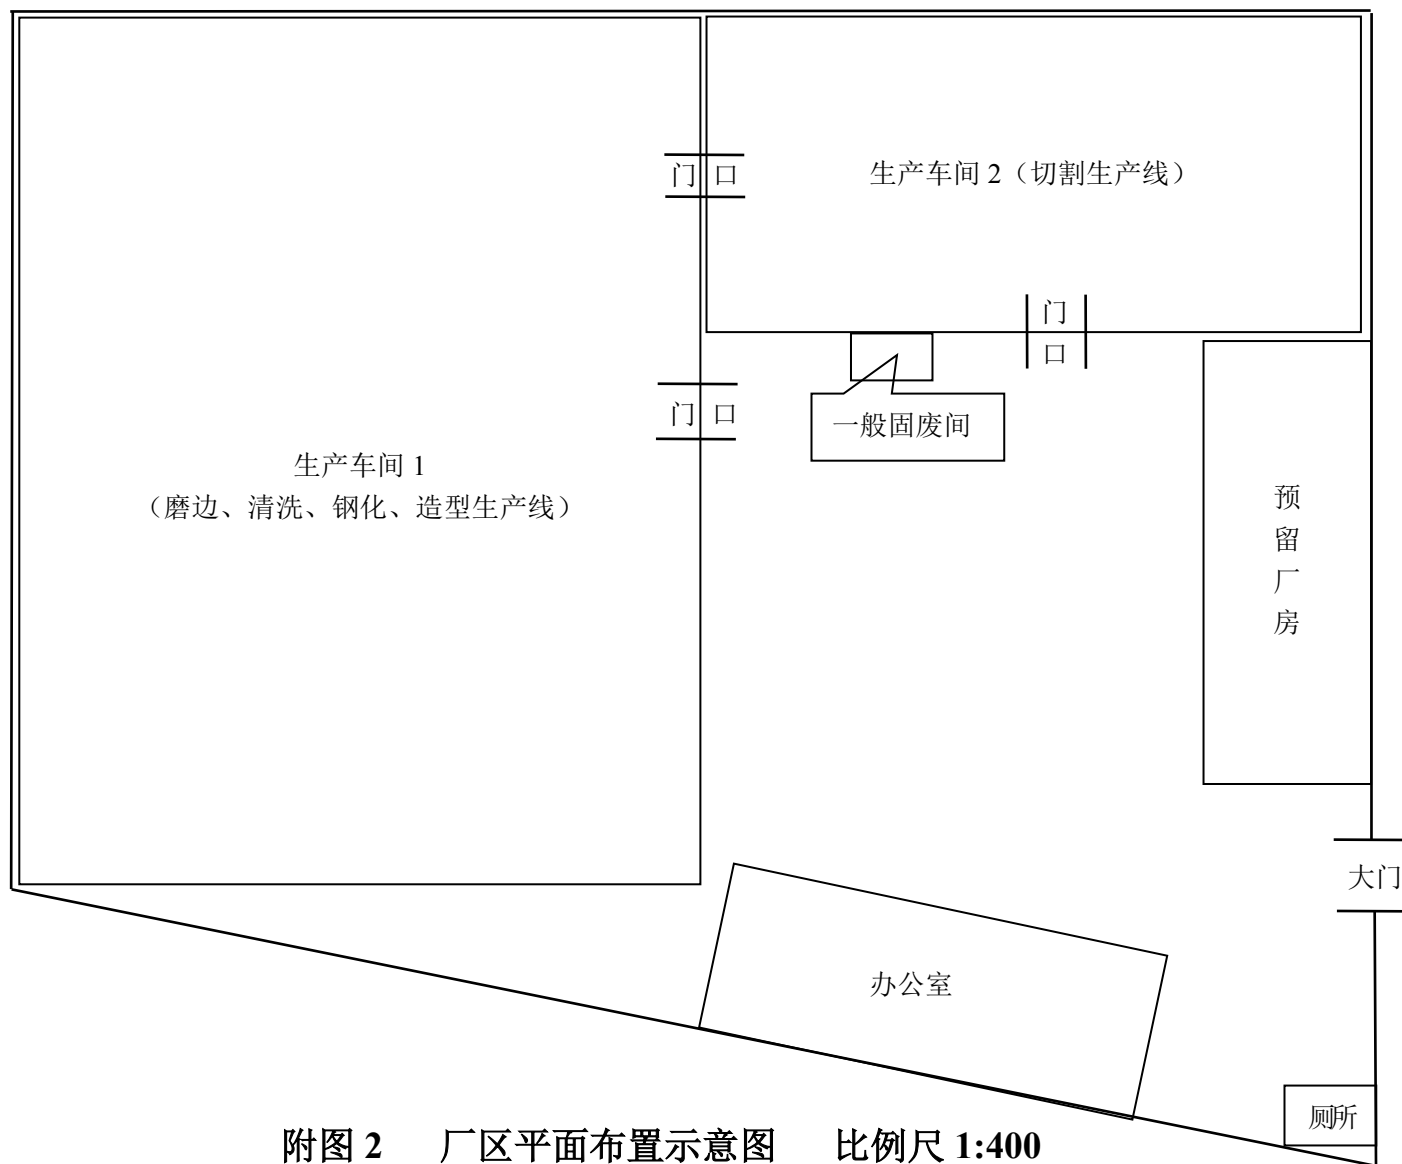 门 口
生产车间 2（切割生产线）
门
口
门 口
一般固废间
生产车间 1
（磨边、清洗、钢化、造型生产线）
预
留
厂
房
大门
办公室
厕所
附图 2 厂区平面布置示意图 比例尺 1:400